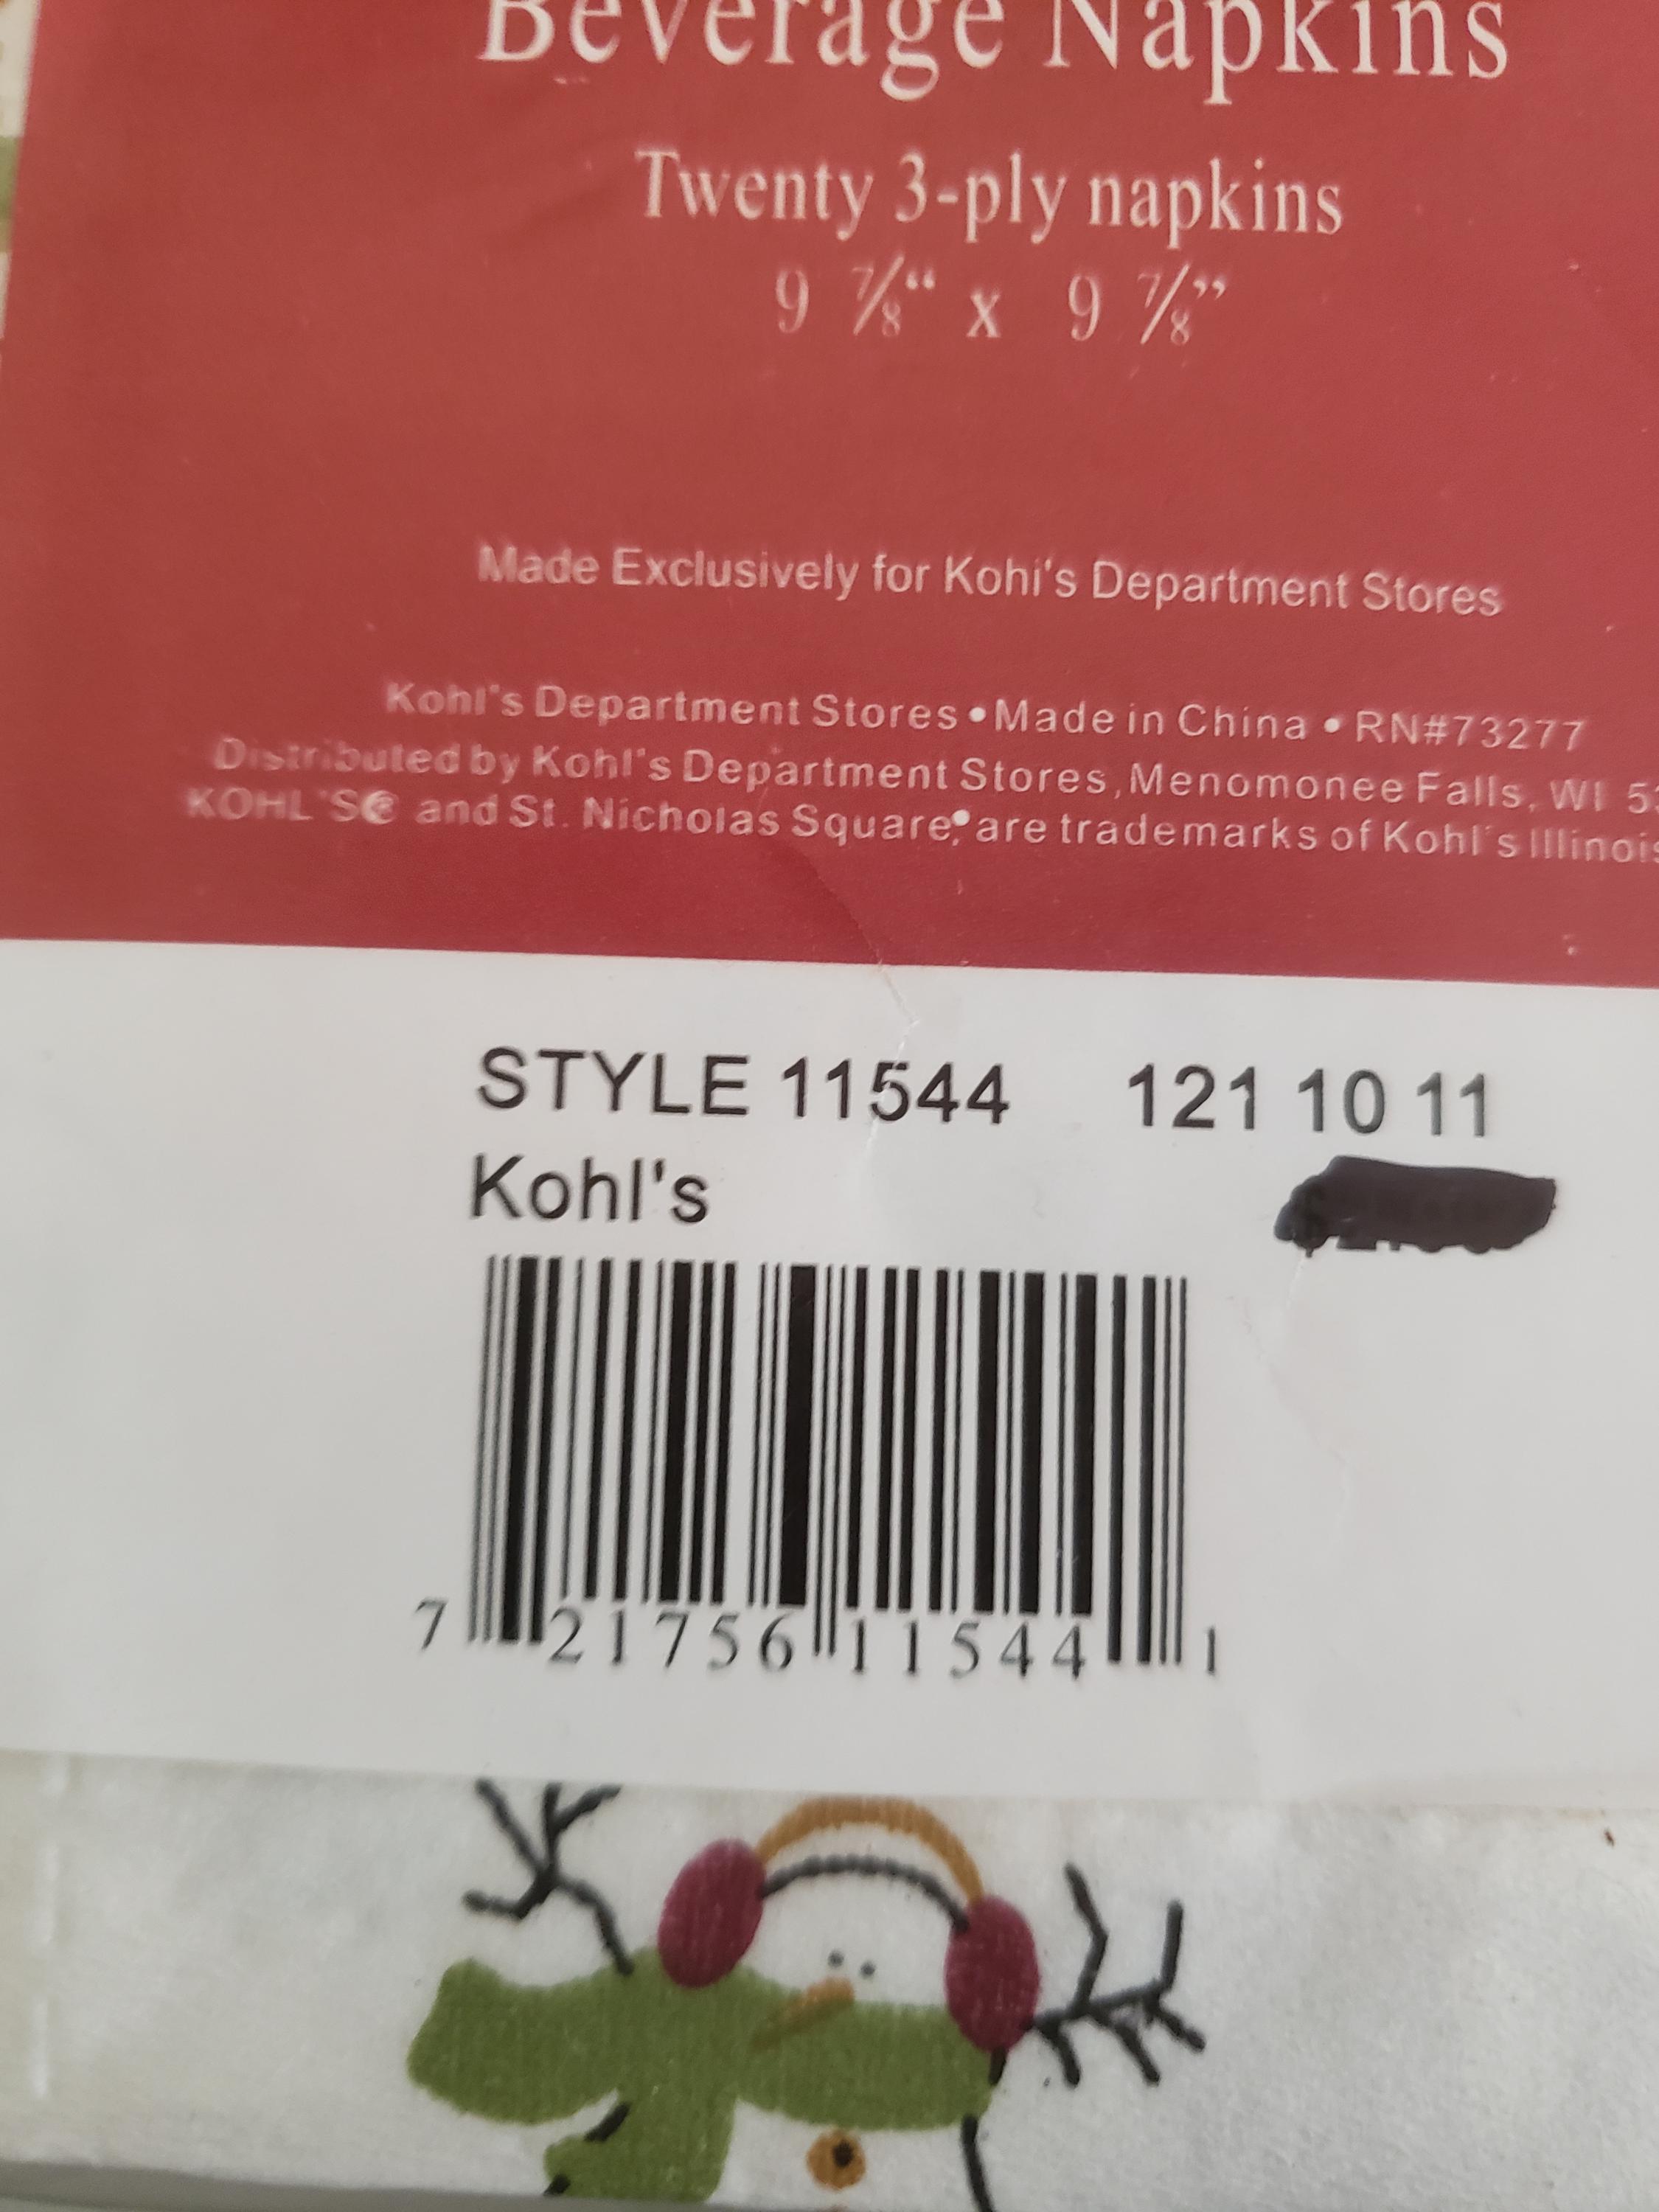 Beverage Napkins
Twenty 3-ply napkins
9 ⅞“ x 9 ⅞”
Made Exclusively for Kohi's Department Stores
Kohl's Department Stores • Made in China • RN#73277
Distributed by Kohl's Department Stores, Menomonee Falls, WI
KOHL'S® and St. Nicholas Square® are trademarks of Kohl's Illinois
STYLE 11544 121 10 11
Kohl's
7 21756 11544 1